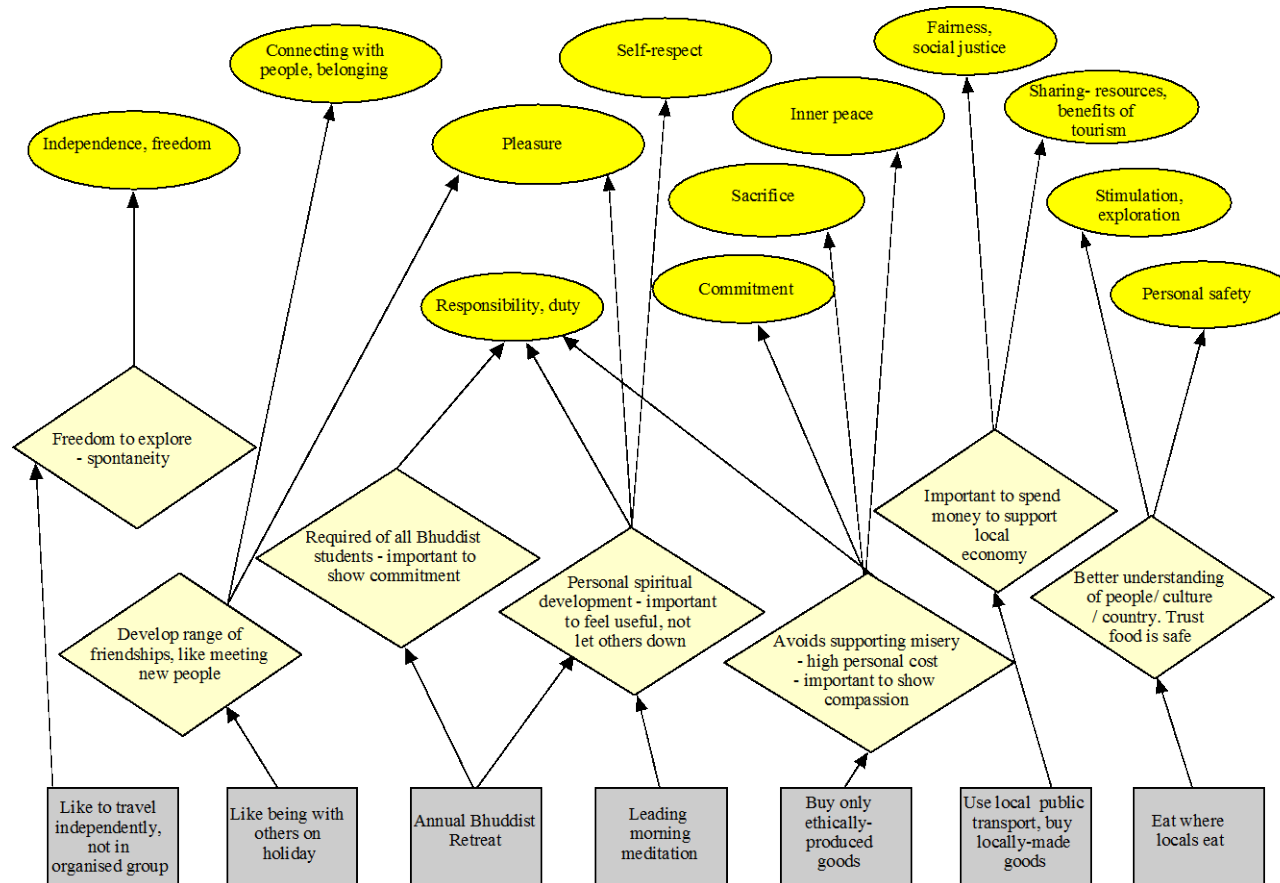 Fairness,
social justice
Connecting with
people, belonging
Self-respect
Sharing- resources,
benefits of
tourism
Independence, freedom
Pleasure
Inner peace
Sacrifice
Stimulation,
exploration
Responsibility, duty
Commitment
Personal safety
Freedom to explore
- spontaneity
Required of all Bhuddist
students - important to
show commitment
Important to spend
money to support
local
economy
Personal spiritual
development - important
to feel useful, not
let others down
Better understanding
of people/ culture
/ country. Trust
food is safe
Develop range of
friendships, like meeting
new people
Avoids supporting misery
- high personal cost
- important to show
compassion
Like to travel
independently,
not in
organised group
Like being with
others on
holiday
Annual Bhuddist
Retreat
Leading
morning
meditation
Buy only
ethically-
produced
goods
Use local public
transport, buy
locally-made
goods
Eat where
locals eat